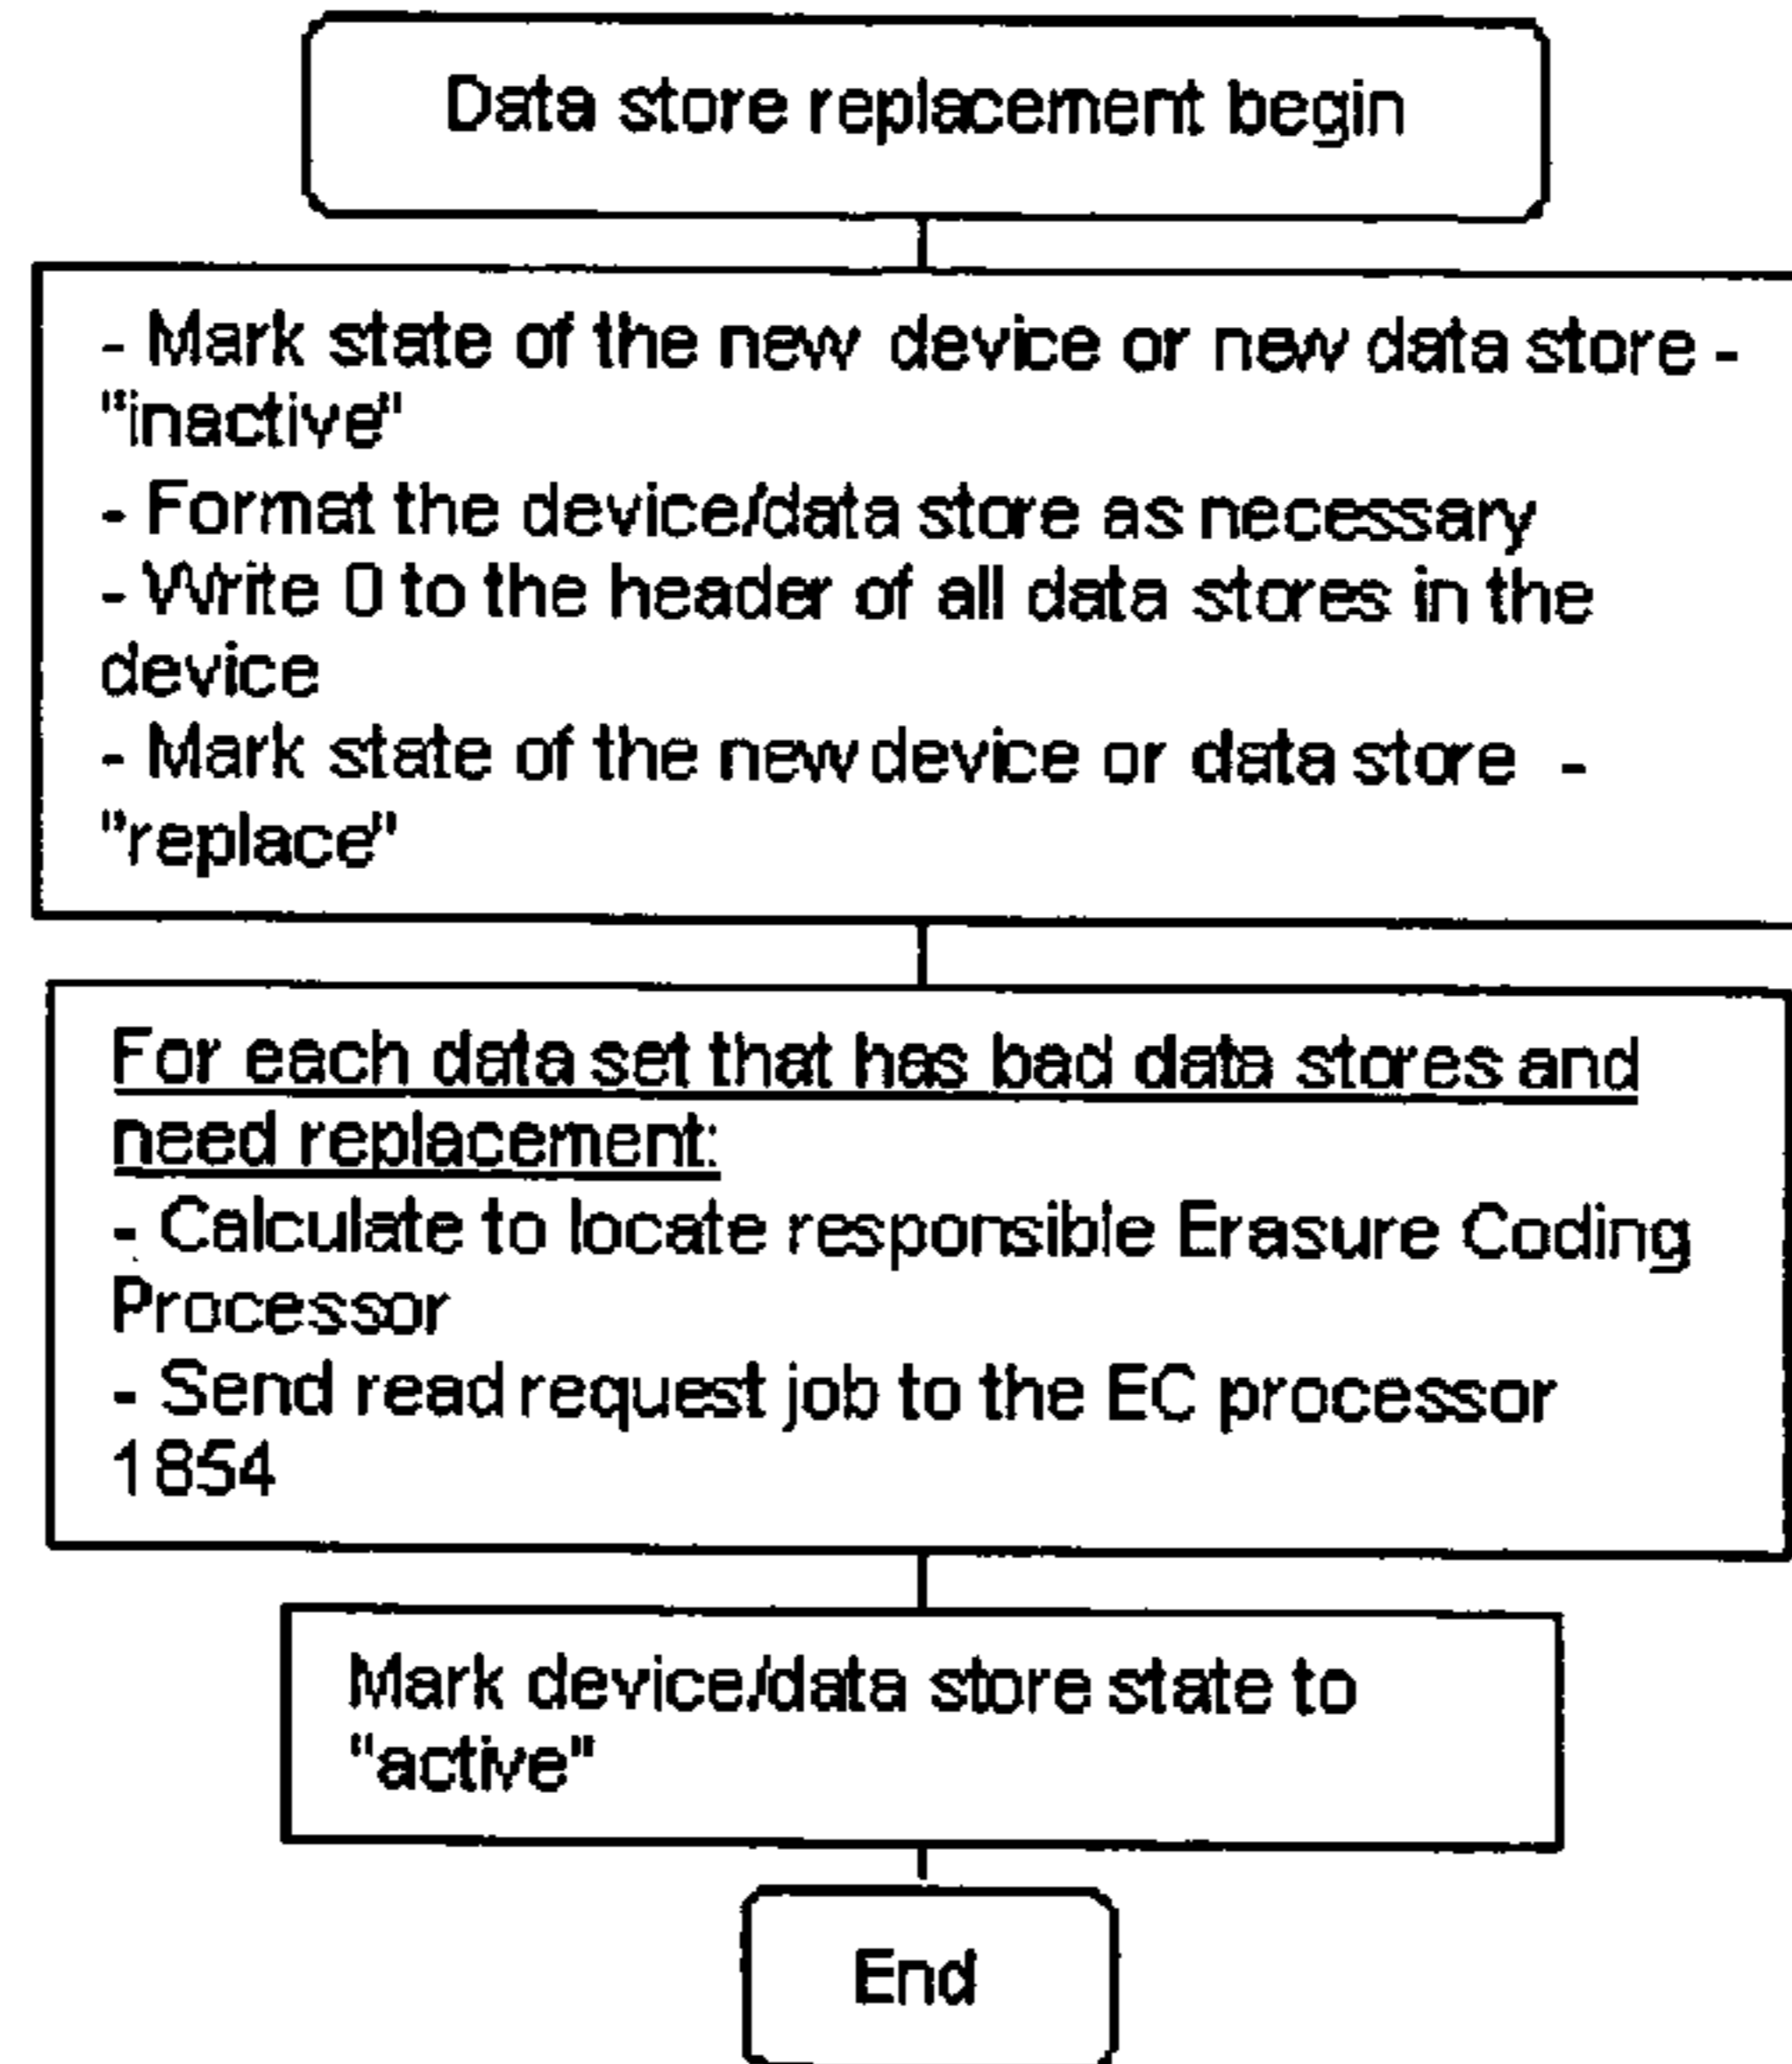 Data store replacement begin
- Mark state of the new device or new data store -
"inactive"
- Format the device/data store as necessary
- Write 0 to the header of all data stores in the
device
- Mark state of the new device or data store -
"replace"
For each data set that has bad data stores and
need replacement:
- Calculate to locate responsible Erasure Coding
Processor
- Send read request job to the EC processor
1854
Mark device/data store state to
"active"
End